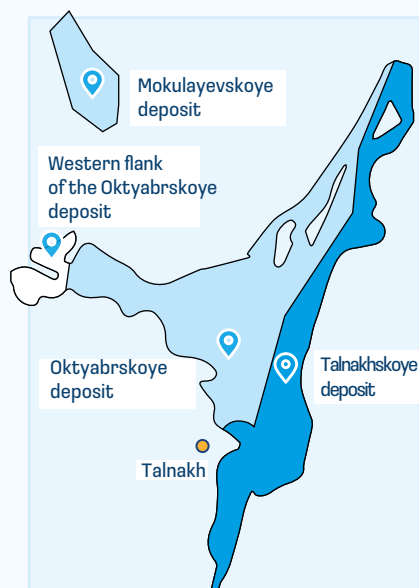 Mokulayevskoye
deposit
Western flank
of the Oktyabrskoye
deposit
Oktyabrskoye
deposit
Talnakhskoye
deposit
Talnakh